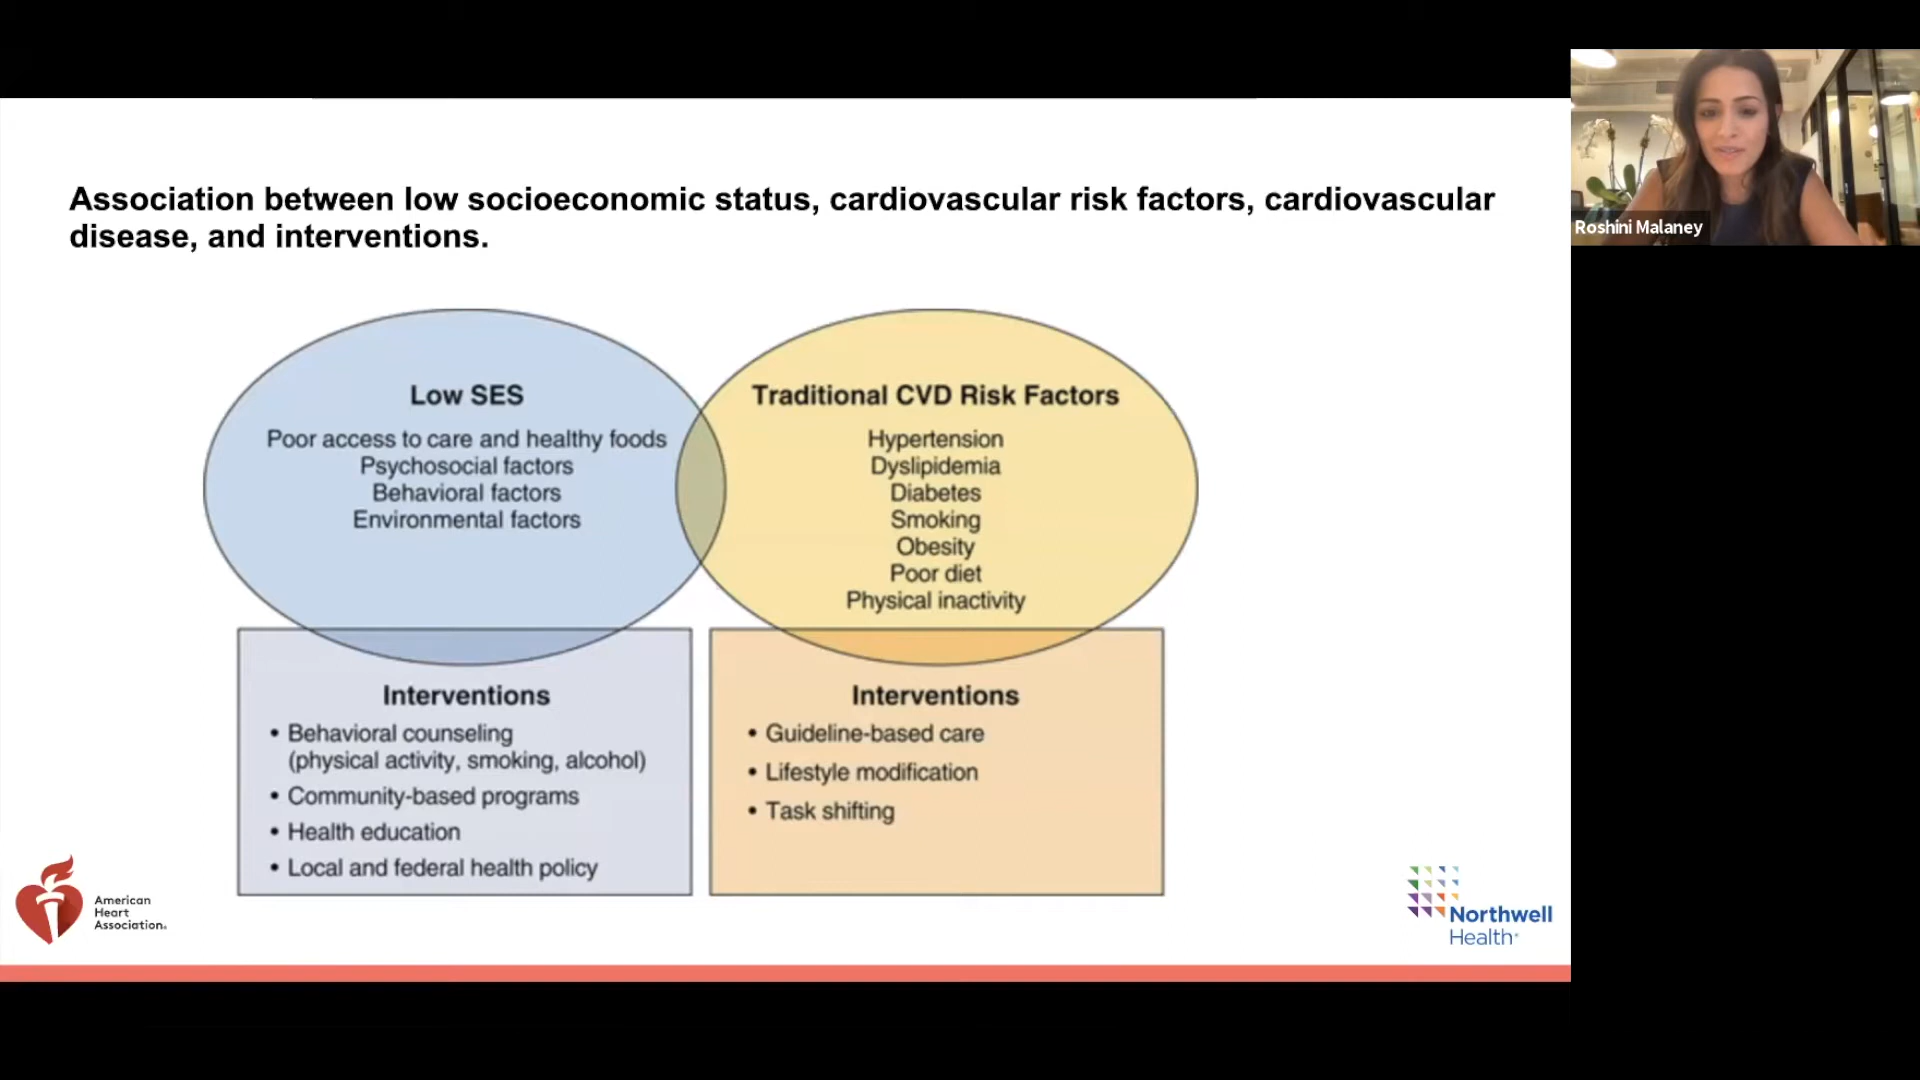 Association between low socioeconomic status, cardiovascular risk factors, cardiovascular
disease, and interventions.
Low SES
Poor access to care and healthy foods
Psychosocial factors
Behavioral factors
Environmental factors
Traditional CVD Risk Factors
Hypertension
Dyslipidemia
Diabetes
Smoking
Obesity
Poor diet
Physical inactivity
Interventions
• Behavioral counseling
(physical activity, smoking, alcohol)
• Community-based programs
• Health education
• Local and federal health policy
Interventions
• Guideline-based care
• Lifestyle modification
• Task shifting
American
Heart
Association®
Northwell
Health®
Roshini Malaney